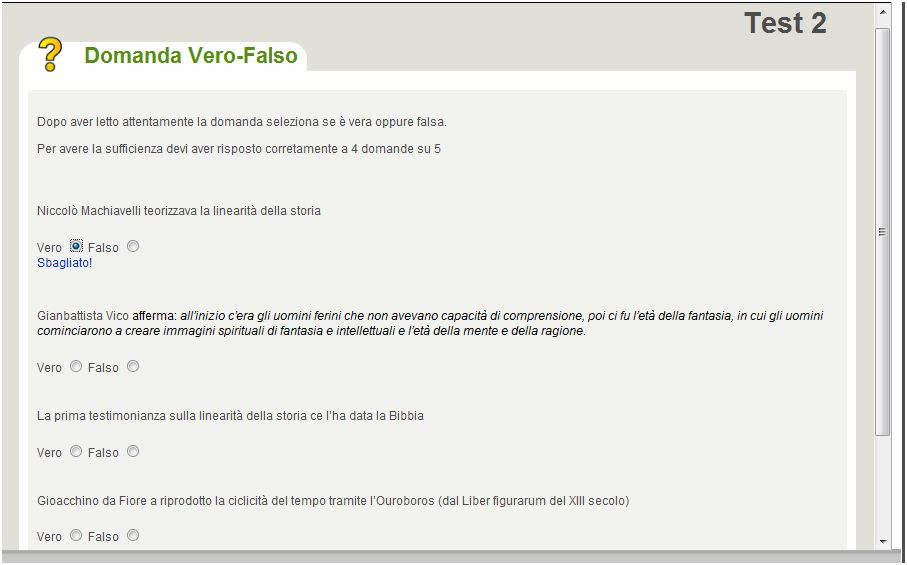 Test 2
? Domanda Vero-Falso
Dopo aver letto attentamente la domanda seleziona se è vera oppure falsa.
Per avere la sufficienza devi aver risposto corretamente a 4 domande su 5
Niccolò Machiavelli teorizzava la linearità della storia
Vero Falso
Sbagliato!
Gianbattista Vico afferma: all'inizio c'era gli uomini ferini che non avevano capacità di comprensione, poi ci fu l'età della fantasia, in cui gli uomini
cominciarono a creare immagini spirituali di fantasia e intellettuali e l'età della mente e della ragione.
Vero Falso
La prima testimonianza sulla linearità della storia ce l'ha data la Bibbia
Vero Falso
Gioacchino da Fiore a riprodotto la ciclicità del tempo tramite l'Ouroboros (dal Liber figurarum del XIII secolo)
Vero Falso